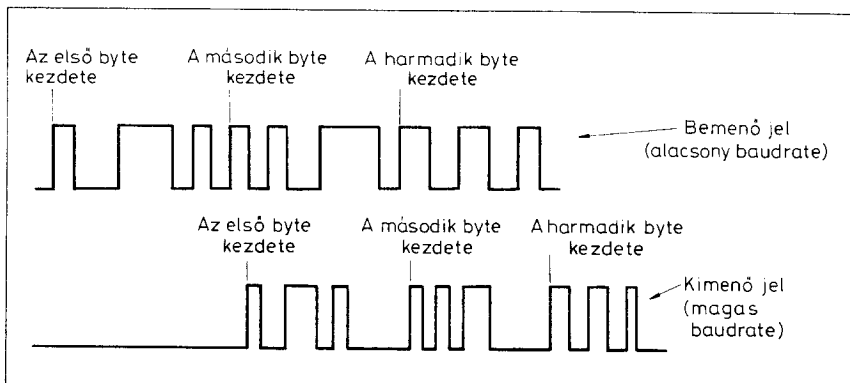 Az első byte
kezdete
A második byte
kezdete
A harmadik byte
kezdete
Bemenő jel
(alacsony baudrate)
Az első byte
kezdete
A második byte
kezdete
A harmadik byte
kezdete
Kimenő jel
(magas
baudrate)